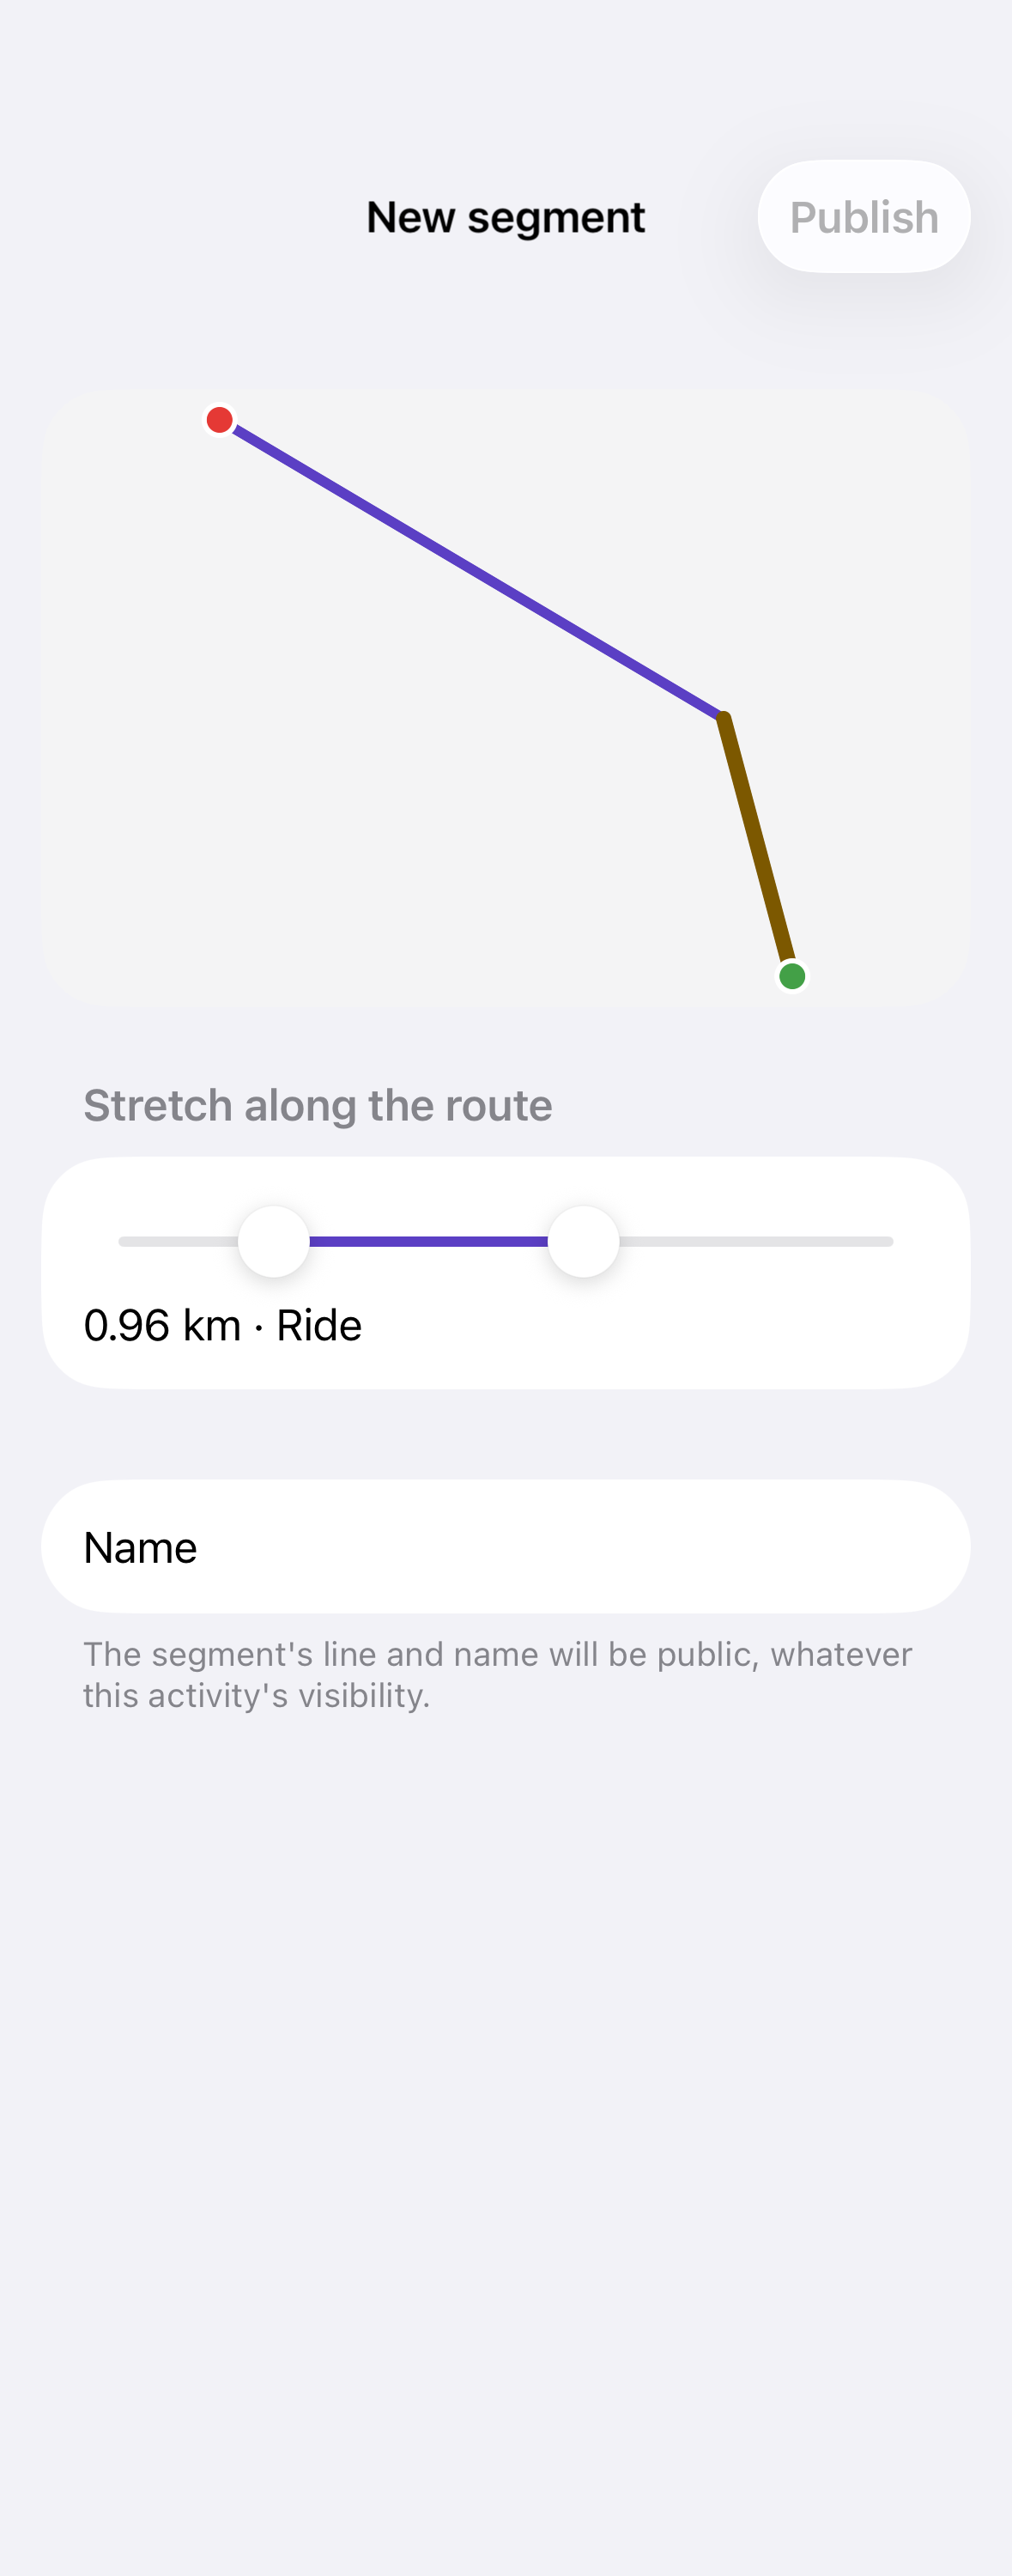 New segment
Publish
Stretch along the route
0.96 km · Ride
Name
The segment's line and name will be public, whatever
this activity's visibility.